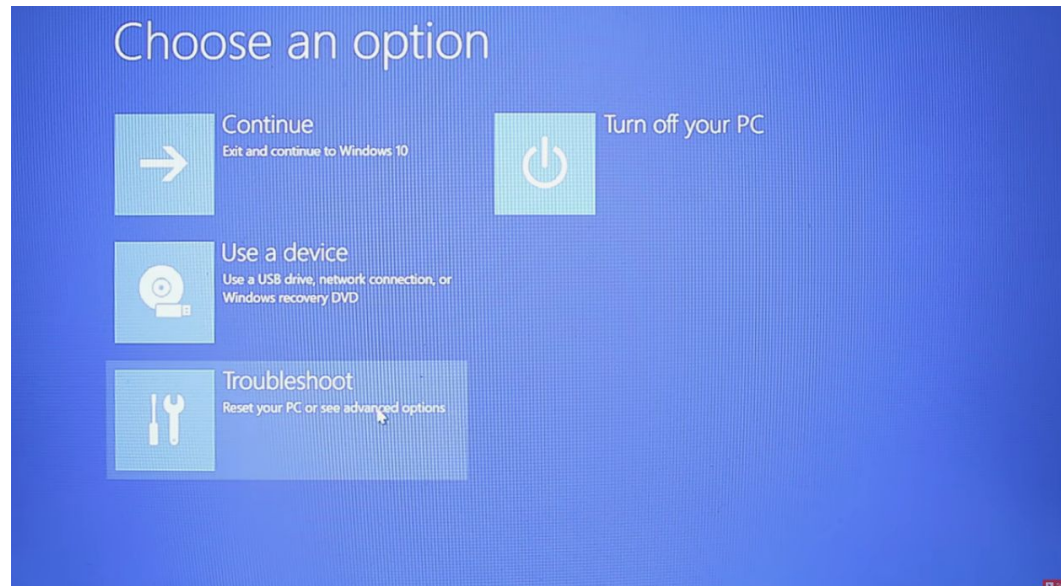 Choose an option
Continue
Exit and continue to Windows 10
Turn off your PC
Use a device
Use a USB drive, network connection, or
Windows recovery DVD
Troubleshoot
Reset your PC or see advanced options